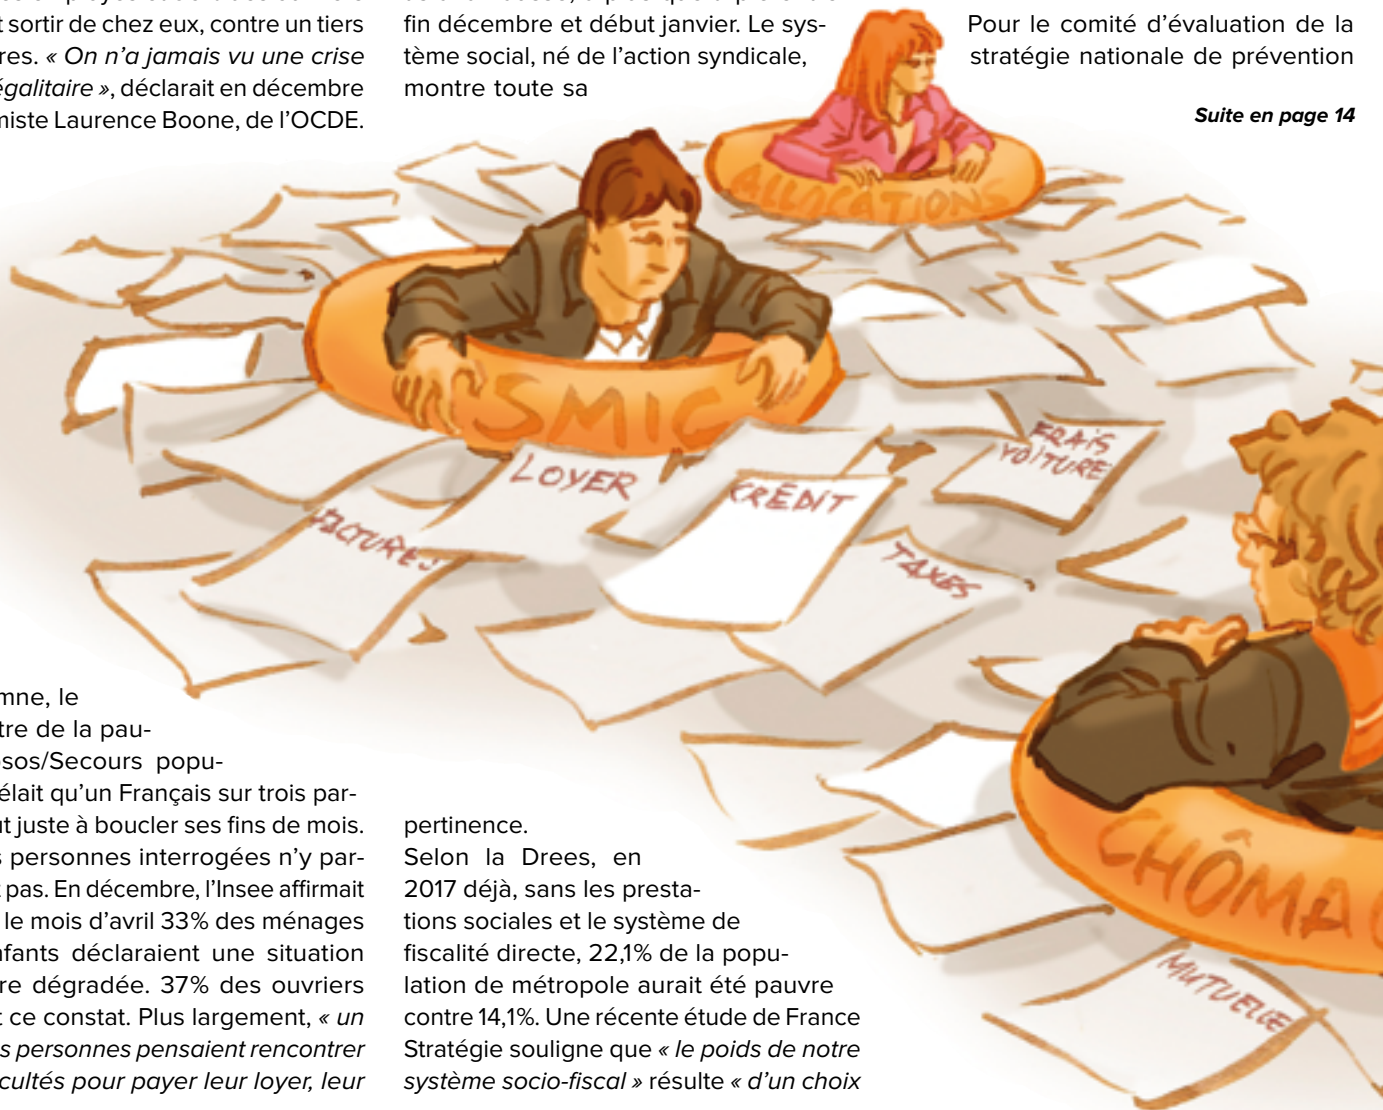 t sortir de chez eux, contre un tiers
res. « On n'a jamais vu une crise
égalitaire », déclarait en décembre
miste Laurence Boone, de l'OCDE.
mne, le
tre de la pau-
sos/Secours popu-
élait qu'un Français sur trois par-
t juste à boucler ses fins de mois.
s personnes interrogées n'y par-
t pas. En décembre, l'Insee affirmait
le mois d'avril 33% des ménages
nfants déclaraient une situation
re dégradée. 37% des ouvriers
t ce constat. Plus largement, « un
s personnes pensaient rencontrer
cultés pour payer leur loyer, leur
fin décembre et début janvier. Le sys-
tème social, né de l'action syndicale,
montre toute sa
pertinence.
Selon la Drees, en
2017 déjà, sans les presta-
tions sociales et le système de
fiscalité directe, 22,1% de la popu-
lation de métropole aurait été pauvre
contre 14,1%. Une récente étude de France
Stratégie souligne que « le poids de notre
système socio-fiscal » résulte « d'un choix
Pour le comité d'évaluation de la
stratégie nationale de prévention
Suite en page 14
ALLOCATIONS
SMIC
LOYER
CRÉDIT
FRAIS
VOITURE
FACTURES
TAXES
CHÔMAG
MUTUELLE